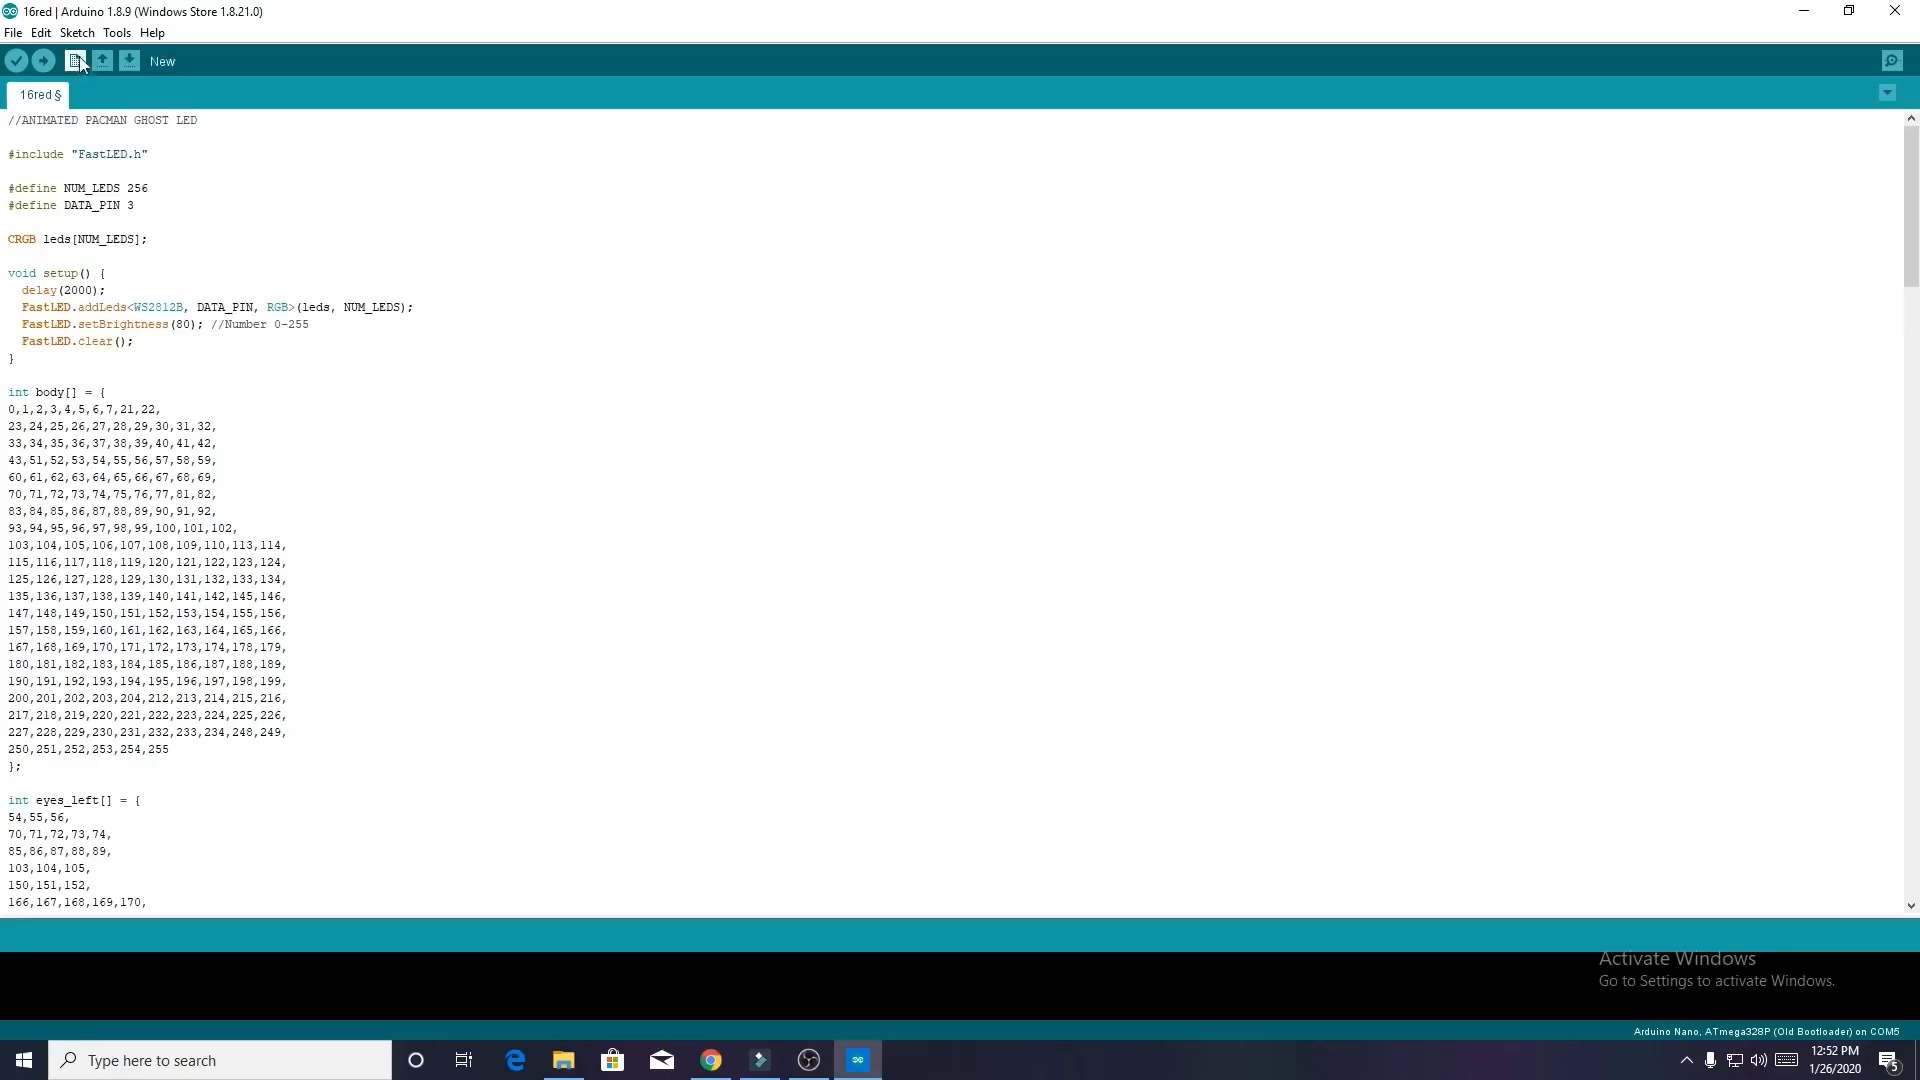 16red | Arduino 1.8.9 (Windows Store 1.8.21.0)
File Edit Sketch Tools Help
New
16red §
//ANIMATED PACMAN GHOST LED
#include "FastLED.h"
#define NUM_LEDS 256
#define DATA_PIN 3
CRGB leds[NUM_LEDS];
void setup() {
delay(2000);
FastLED.addLeds<WS2812B, DATA_PIN, RGB>(leds, NUM_LEDS);
FastLED.setBrightness(80); //Number 0-255
FastLED.clear();
}
int body[] = {
0,1,2,3,4,5,6,7,21,22,
23,24,25,26,27,28,29,30,31,32,
33,34,35,36,37,38,39,40,41,42,
43,51,52,53,54,55,56,57,58,59,
60,61,62,63,64,65,66,67,68,69,
70,71,72,73,74,75,76,77,81,82,
83,84,85,86,87,88,89,90,91,92,
93,94,95,96,97,98,99,100,101,102,
103,104,105,106,107,108,109,110,113,114,
115,116,117,118,119,120,121,122,123,124,
125,126,127,128,129,130,131,132,133,134,
135,136,137,138,139,140,141,142,145,146,
147,148,149,150,151,152,153,154,155,156,
157,158,159,160,161,162,163,164,165,166,
167,168,169,170,171,172,173,174,178,179,
180,181,182,183,184,185,186,187,188,189,
190,191,192,193,194,195,196,197,198,199,
200,201,202,203,204,212,213,214,215,216,
217,218,219,220,221,222,223,224,225,226,
227,228,229,230,231,232,233,234,248,249,
250,251,252,253,254,255
};
int eyes_left[] = {
54,55,56,
70,71,72,73,74,
85,86,87,88,89,
103,104,105,
150,151,152,
166,167,168,169,170,
Activate Windows
Go to Settings to activate Windows.
Arduino Nano, ATmega328P (Old Bootloader) on COM5
Type here to search
12:52 PM
1/26/2020
5